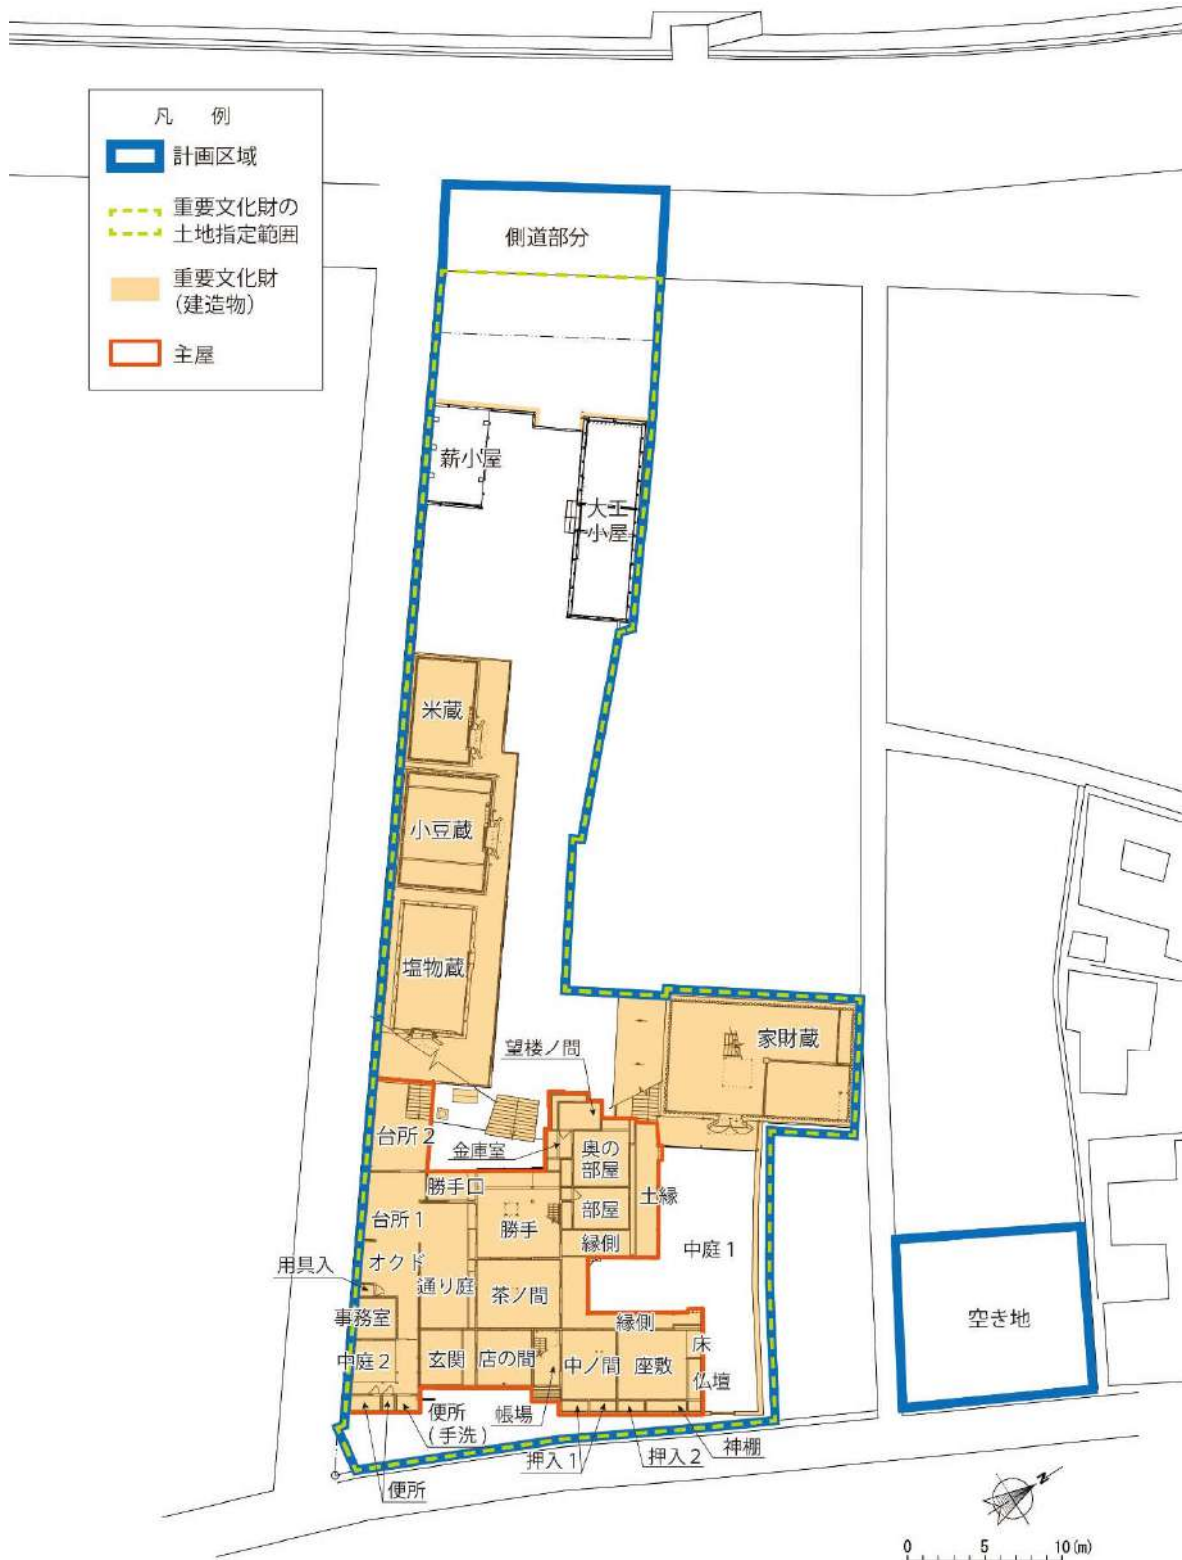 凡 例
計画区域
重要文化財の
土地指定範囲
重要文化財
(建造物)
主屋
側道部分
薪小屋
大工
小屋
米蔵
小豆蔵
塩物蔵
望楼ノ間
家財蔵
台所2
金庫室
奥の
部屋
勝手口
土縁
台所1
勝手
部屋
縁側
中庭1
オクド
用具入
通り庭
茶ノ間
事務室
縁側
空き地
中庭2
玄関
店の間
中ノ間
座敷
床
仏壇
便所
(手洗)
帳場
押入1
押入2
神棚
便所
N
0 5 10(m)